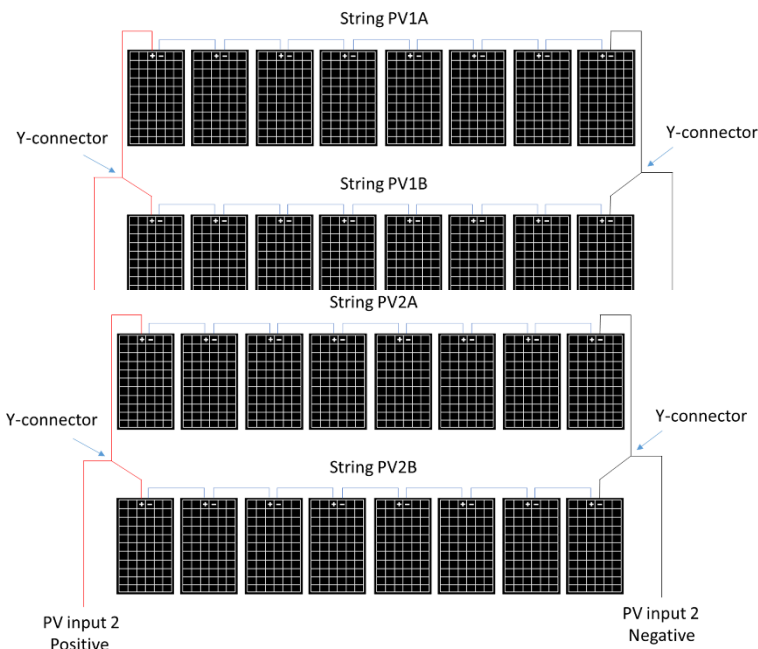 String PV1A
+ - + - + - + - + - + - + - + -
Y-connector
Y-connector
String PV1B
+ - + - + - + - + - + - + - + -
String PV2A
+ - + - + - + - + - + - + - + -
Y-connector
Y-connector
String PV2B
+ - + - + - + - + - + - + - + -
PV input 2
Positive
PV input 2
Negative